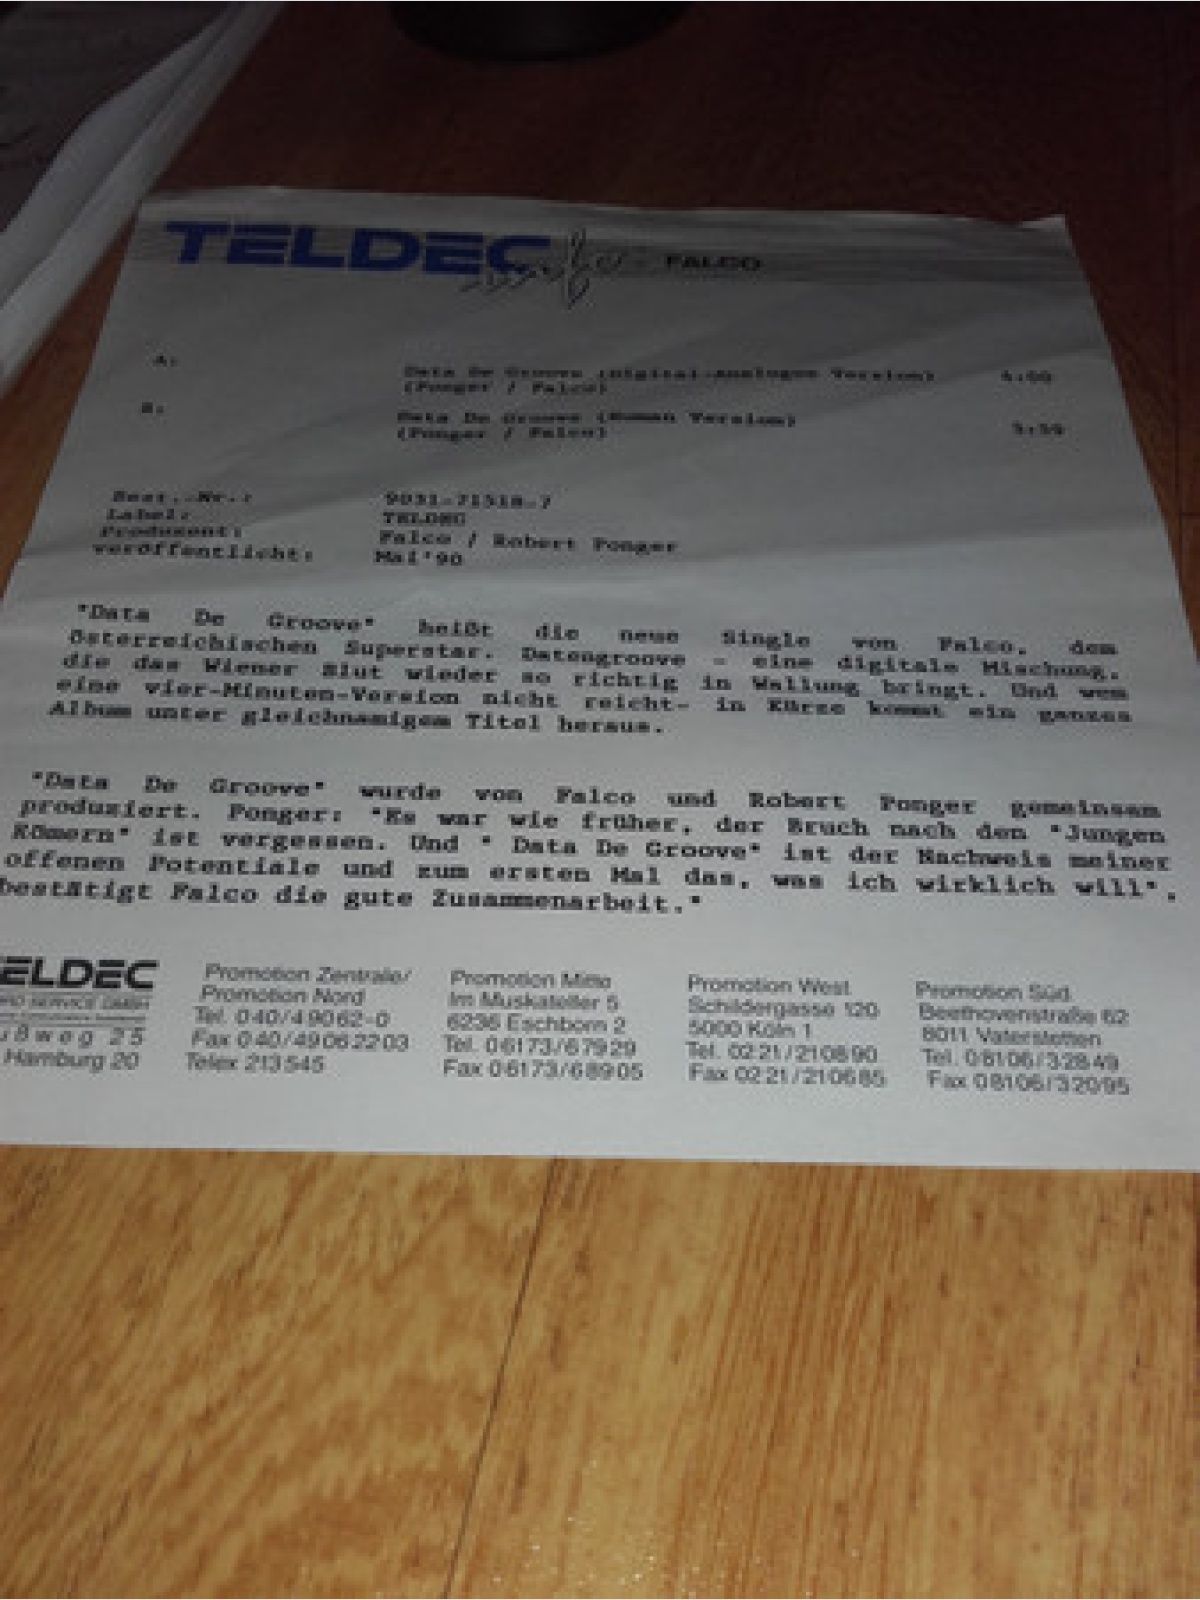 TELDEC info - FALCO
A: Data De Groove (Digital-Analogue Version) 4:00
(Ponger / Falco)
B: Data De Groove (Human Version)
(Ponger / Falco)
Best.-Nr.: 9031-71518-7
Label: TELDEC
Produzent: Falco / Robert Ponger
veröffentlicht: Mai'90
"Data De Groove" heißt die neue Single von Falco, dem
österreichischen Superstar. Datengroove - eine digitale Mischung,
die das Wiener Blut wieder so richtig in Wallung bringt. Und wem
eine vier-Minuten-Version nicht reicht- in Kürze kommt ein ganzes
Album unter gleichnamigem Titel heraus.
"Data De Groove" wurde von Falco und Robert Ponger gemeinsam
produziert. Ponger: "Es war wie früher, der Bruch nach den "Jungen
Römern" ist vergessen. Und " Data De Groove" ist der Nachweis meiner
offenen Potentiale und zum ersten Mal das, was ich wirklich will",
bestätigt Falco die gute Zusammenarbeit."
TELDEC
SERVICE GMBH
ußweg 25
Hamburg 20
Promotion Zentrale/
Promotion Nord
Tel. 040/49062-0
Fax 040/49062203
Telex 213545
Promotion Mitte
Im Muskateller 5
6236 Eschborn 2
Tel. 06173/67929
Fax 06173/68905
Promotion West
Schildergasse 120
5000 Köln 1
Tel. 0221/210890
Fax 0221/210685
Promotion Süd
Beethovenstraße 62
8011 Vaterstetten
Tel. 08106/32849
Fax 08106/32095